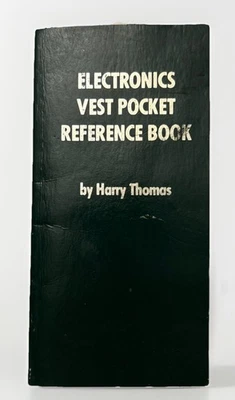 ELECTRONICS
VEST POCKET
REFERENCE BOOK
by Harry Thomas